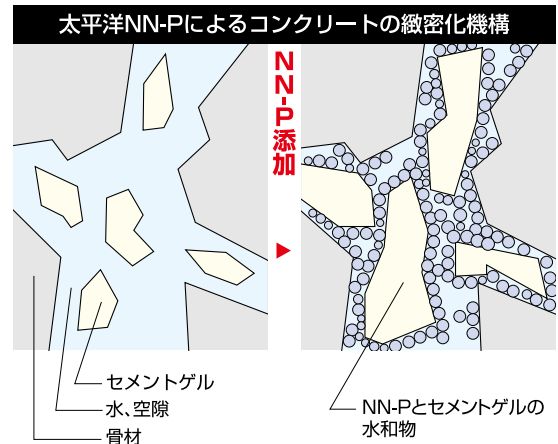 太平洋NN-Pによるコンクリートの緻密化機構
NN-P添加
セメントゲル
水、空隙
骨材
NN-Pとセメントゲルの
水和物